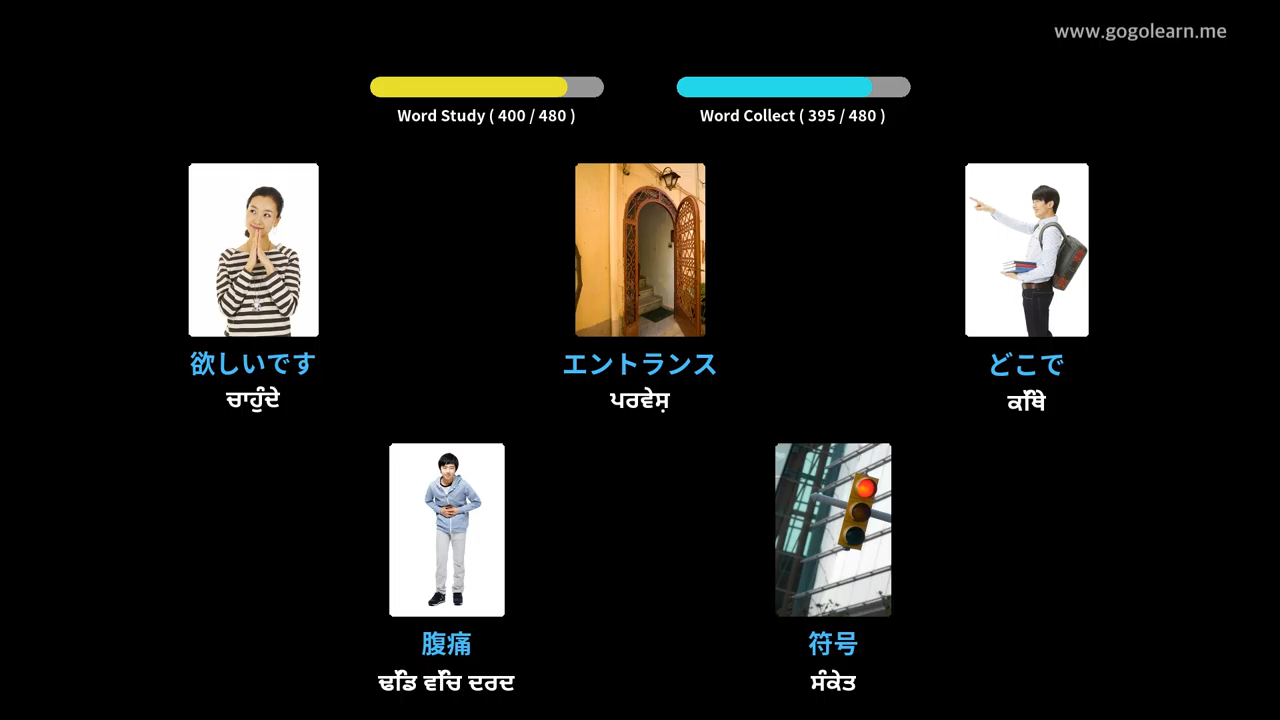 www.gogolearn.me
Word Study ( 400 / 480 )
Word Collect ( 395 / 480 )
欲しいです
ਚਾਹੁੰਦੇ
エントランス
ਪਰਵੇਸ਼
どこで
ਕਿੱਥੇ
腹痛
ਢਿੱਡ ਵਿੱਚ ਦਰਦ
符号
ਸੰਕੇਤ